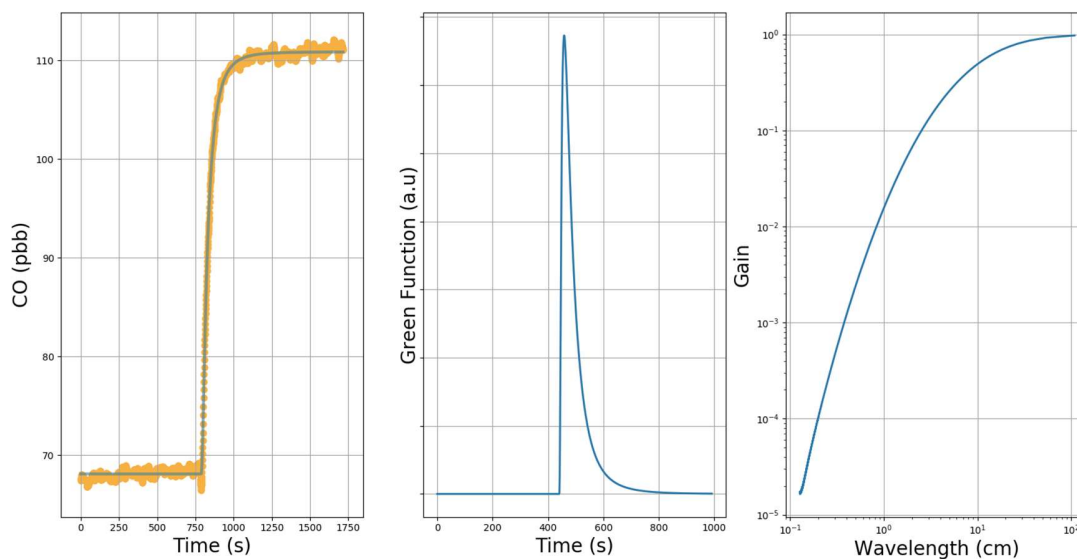 110
100
90
80
70
CO (pbb)
0 250 500 750 1000 1250 1500 1750
Time (s)
Green Function (a.u)
0 200 400 600 800 1000
Time (s)
10⁰
10⁻¹
10⁻²
10⁻³
10⁻⁴
10⁻⁵
Gain
10⁻¹ 10⁰ 10¹ 10²
Wavelength (cm)